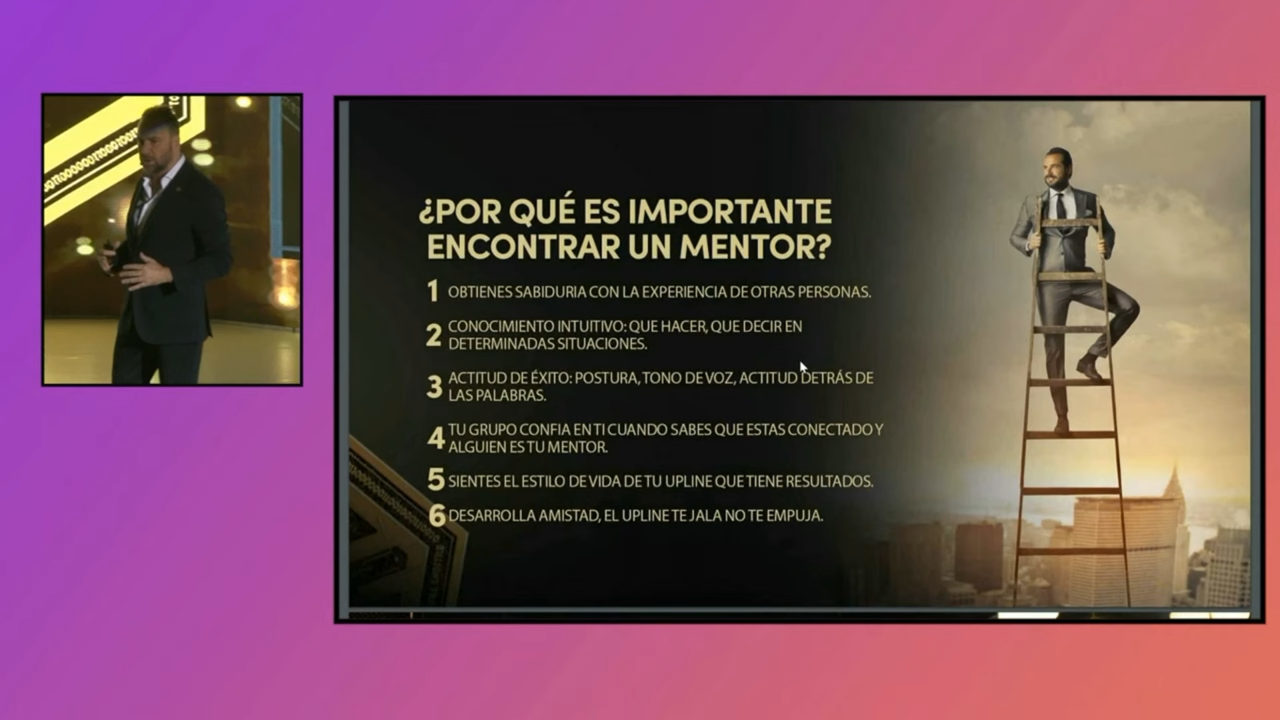 ¿POR QUÉ ES IMPORTANTE
ENCONTRAR UN MENTOR?
1 OBTIENES SABIDURIA CON LA EXPERIENCIA DE OTRAS PERSONAS.
2 CONOCIMIENTO INTUITIVO: QUE HACER, QUE DECIR EN
DETERMINADAS SITUACIONES.
3 ACTITUD DE ÉXITO: POSTURA, TONO DE VOZ, ACTITUD DETRÁS DE
LAS PALABRAS.
4 TU GRUPO CONFIA EN TI CUANDO SABES QUE ESTAS CONECTADO Y
ALGUIEN ES TU MENTOR.
5 SIENTES EL ESTILO DE VIDA DE TU UPLINE QUE TIENE RESULTADOS.
6 DESARROLLA AMISTAD, EL UPLINE TE JALA NO TE EMPUJA.